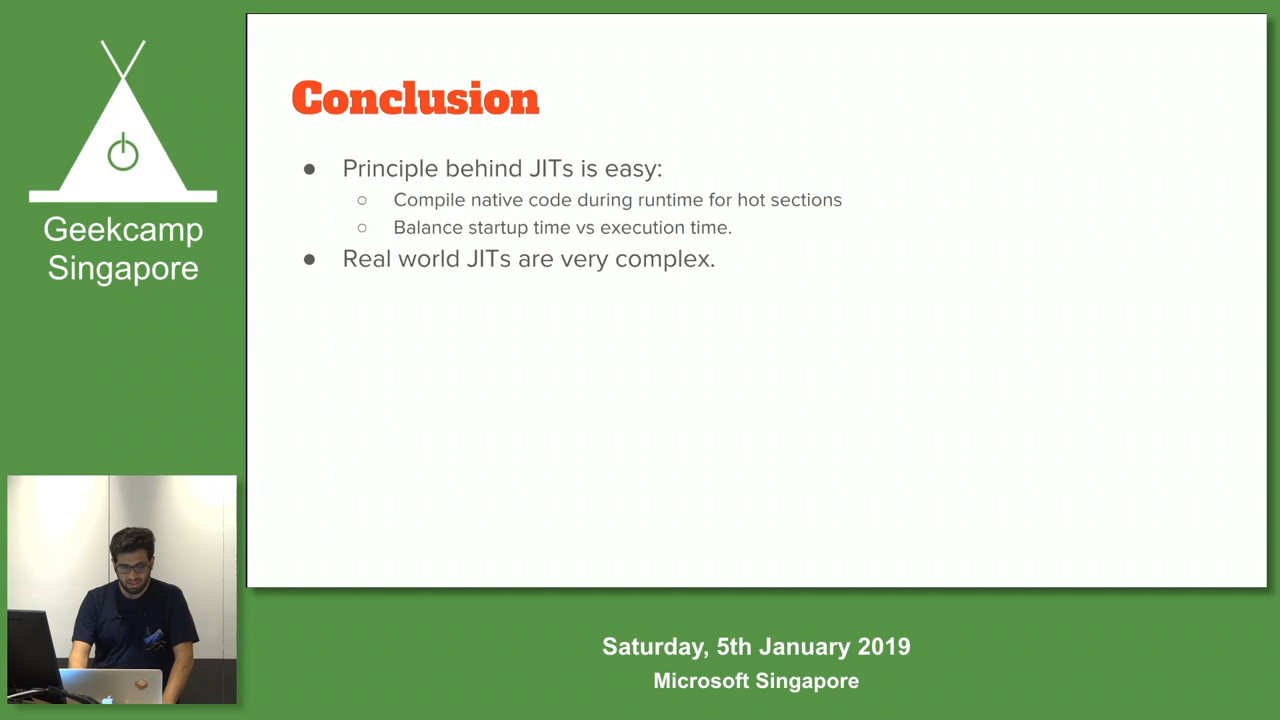 Geekcamp
Singapore
Conclusion
● Principle behind JITs is easy:
○ Compile native code during runtime for hot sections
○ Balance startup time vs execution time.
● Real world JITs are very complex.
Saturday, 5th January 2019
Microsoft Singapore